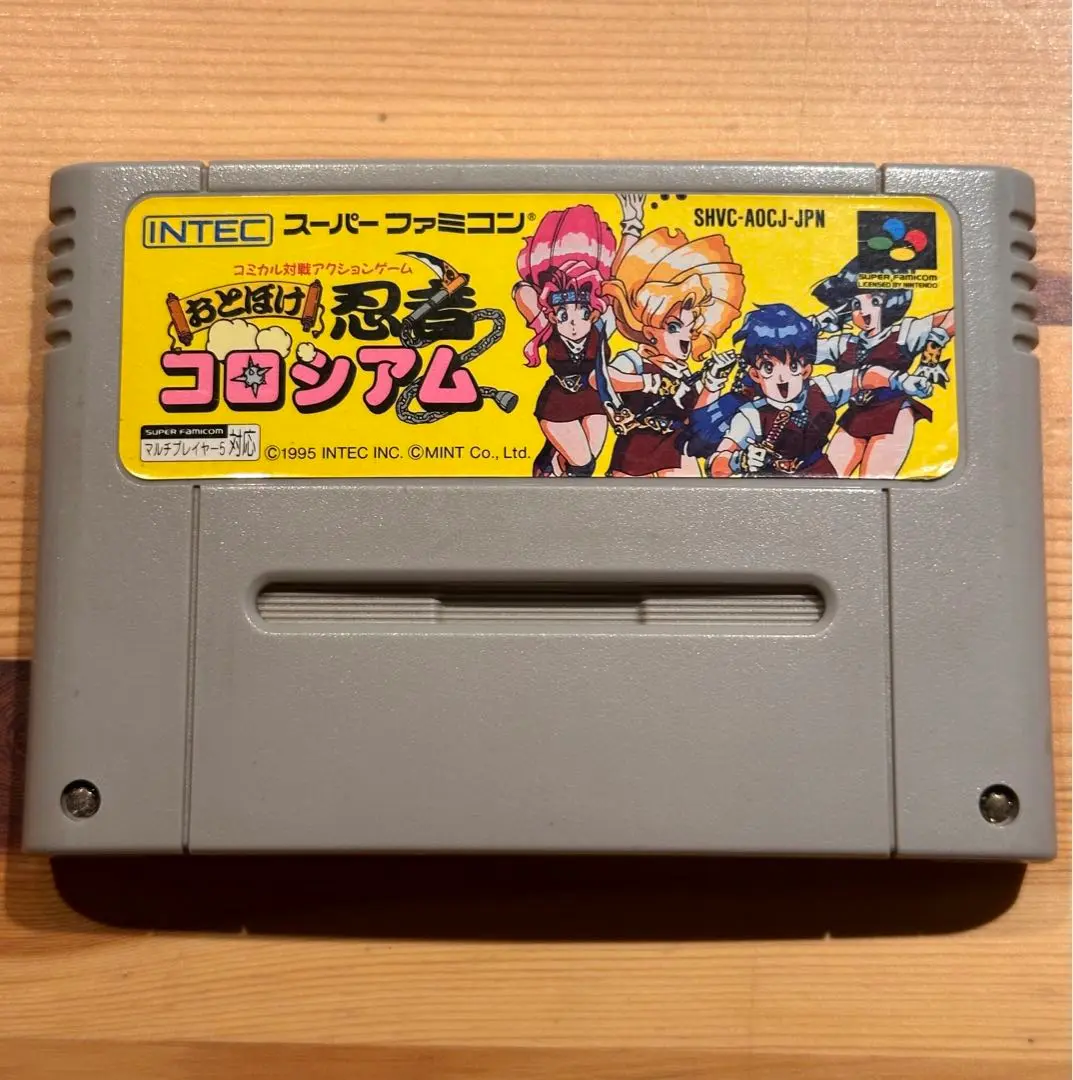 INTEC スーパーファミコン®
SHVC-AOCJ-JPN
コミカル対戦アクションゲーム
おとぼけ忍者
コロシアム
SUPER FAMICOM
LICENSED BY NINTENDO
SUPER FAMICOM
マルチプレイヤー5対応
©1995 INTEC INC. ©MINT Co., Ltd.